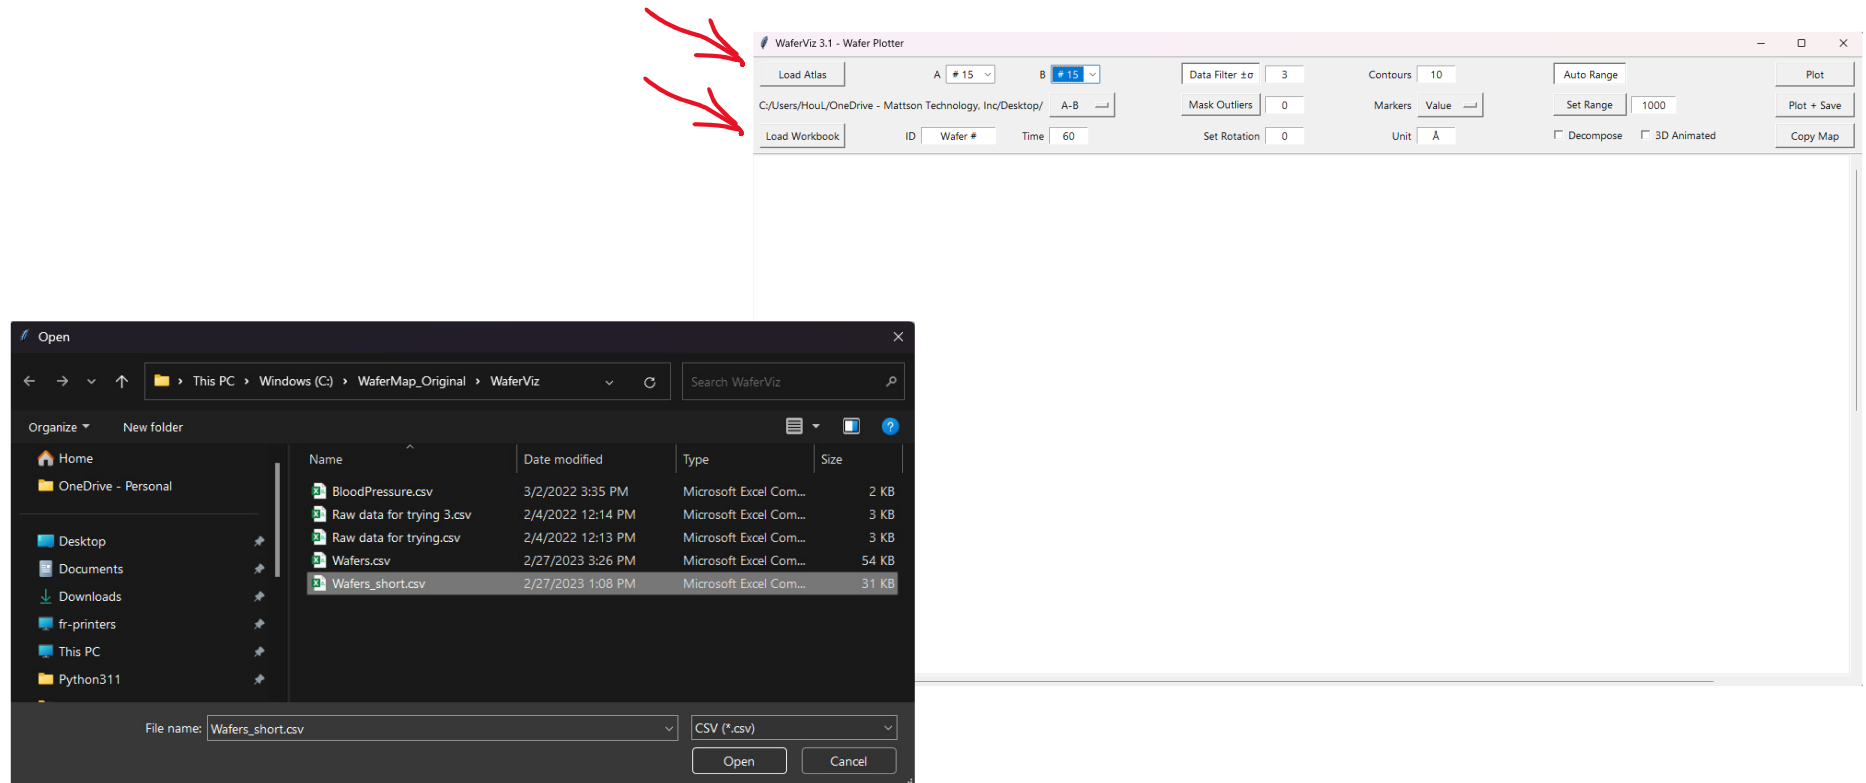 WaferViz 3.1 - Wafer Plotter
Load Atlas A # 15 B # 15 Data Filter ±σ 3 Contours 10 Auto Range Plot
C:/Users/HouL/OneDrive - Mattson Technology, Inc/Desktop/ A-B Mask Outliers 0 Markers Value Set Range 1000 Plot + Save
Load Workbook ID Wafer # Time 60 Set Rotation 0 Unit Å Decompose 3D Animated Copy Map
Open
This PC › Windows (C:) › WaferMap_Original › WaferViz Search WaferViz
Organize New folder
Home
OneDrive - Personal
Desktop
Documents
Downloads
fr-printers
This PC
Python311
Name Date modified Type Size
BloodPressure.csv 3/2/2022 3:35 PM Microsoft Excel Com... 2 KB
Raw data for trying 3.csv 2/4/2022 12:14 PM Microsoft Excel Com... 3 KB
Raw data for trying.csv 2/4/2022 12:13 PM Microsoft Excel Com... 3 KB
Wafers.csv 2/27/2023 3:26 PM Microsoft Excel Com... 54 KB
Wafers_short.csv 2/27/2023 1:08 PM Microsoft Excel Com... 31 KB
File name: Wafers_short.csv CSV (*.csv)
Open Cancel